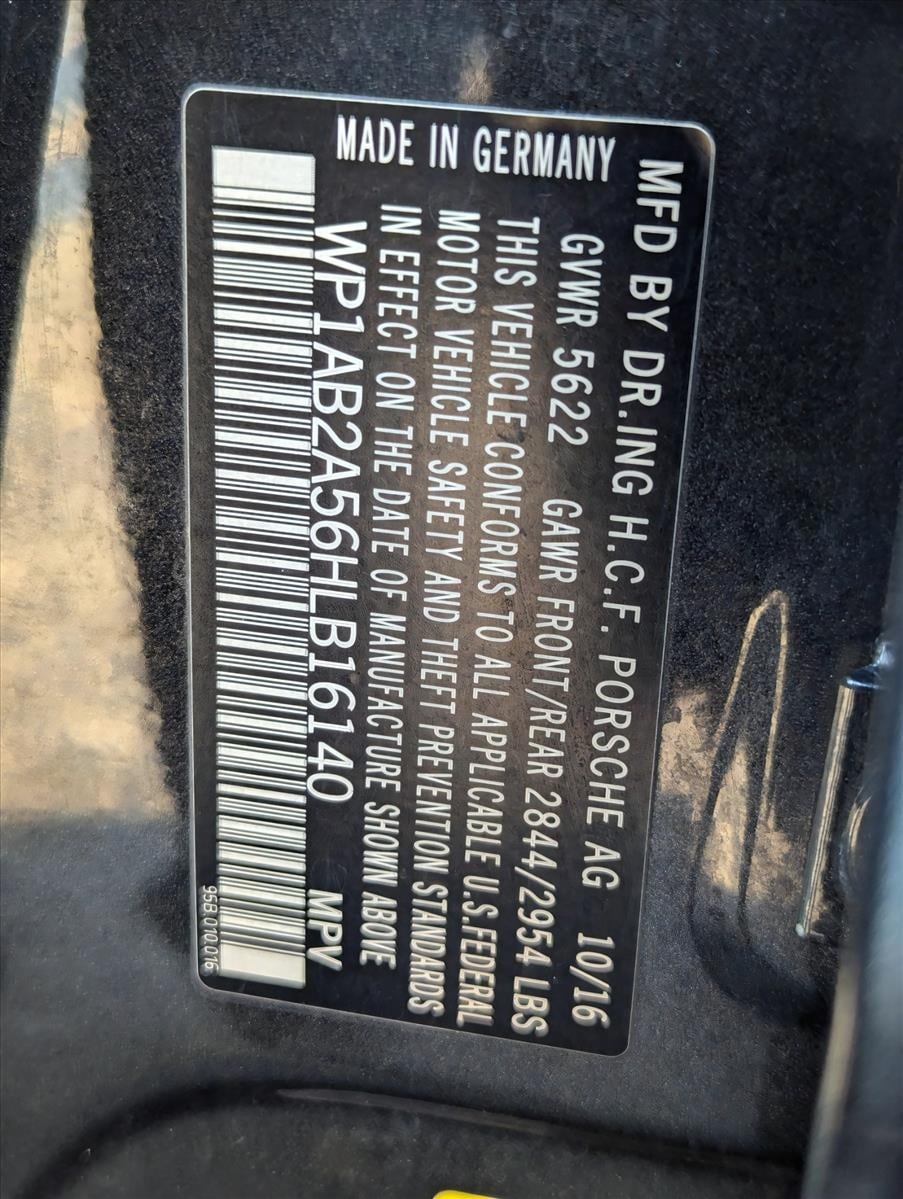 MFD BY DR.ING H.C.F. PORSCHE AG 10/16
MADE IN GERMANY
GVWR 5622 GAWR FRONT/REAR 2844/2954 LBS
THIS VEHICLE CONFORMS TO ALL APPLICABLE U.S.FEDERAL
MOTOR VEHICLE SAFETY AND THEFT PREVENTION STANDARDS
IN EFFECT ON THE DATE OF MANUFACTURE SHOWN ABOVE
WP1AB2A56HLB16140 MPV
95B.010.016